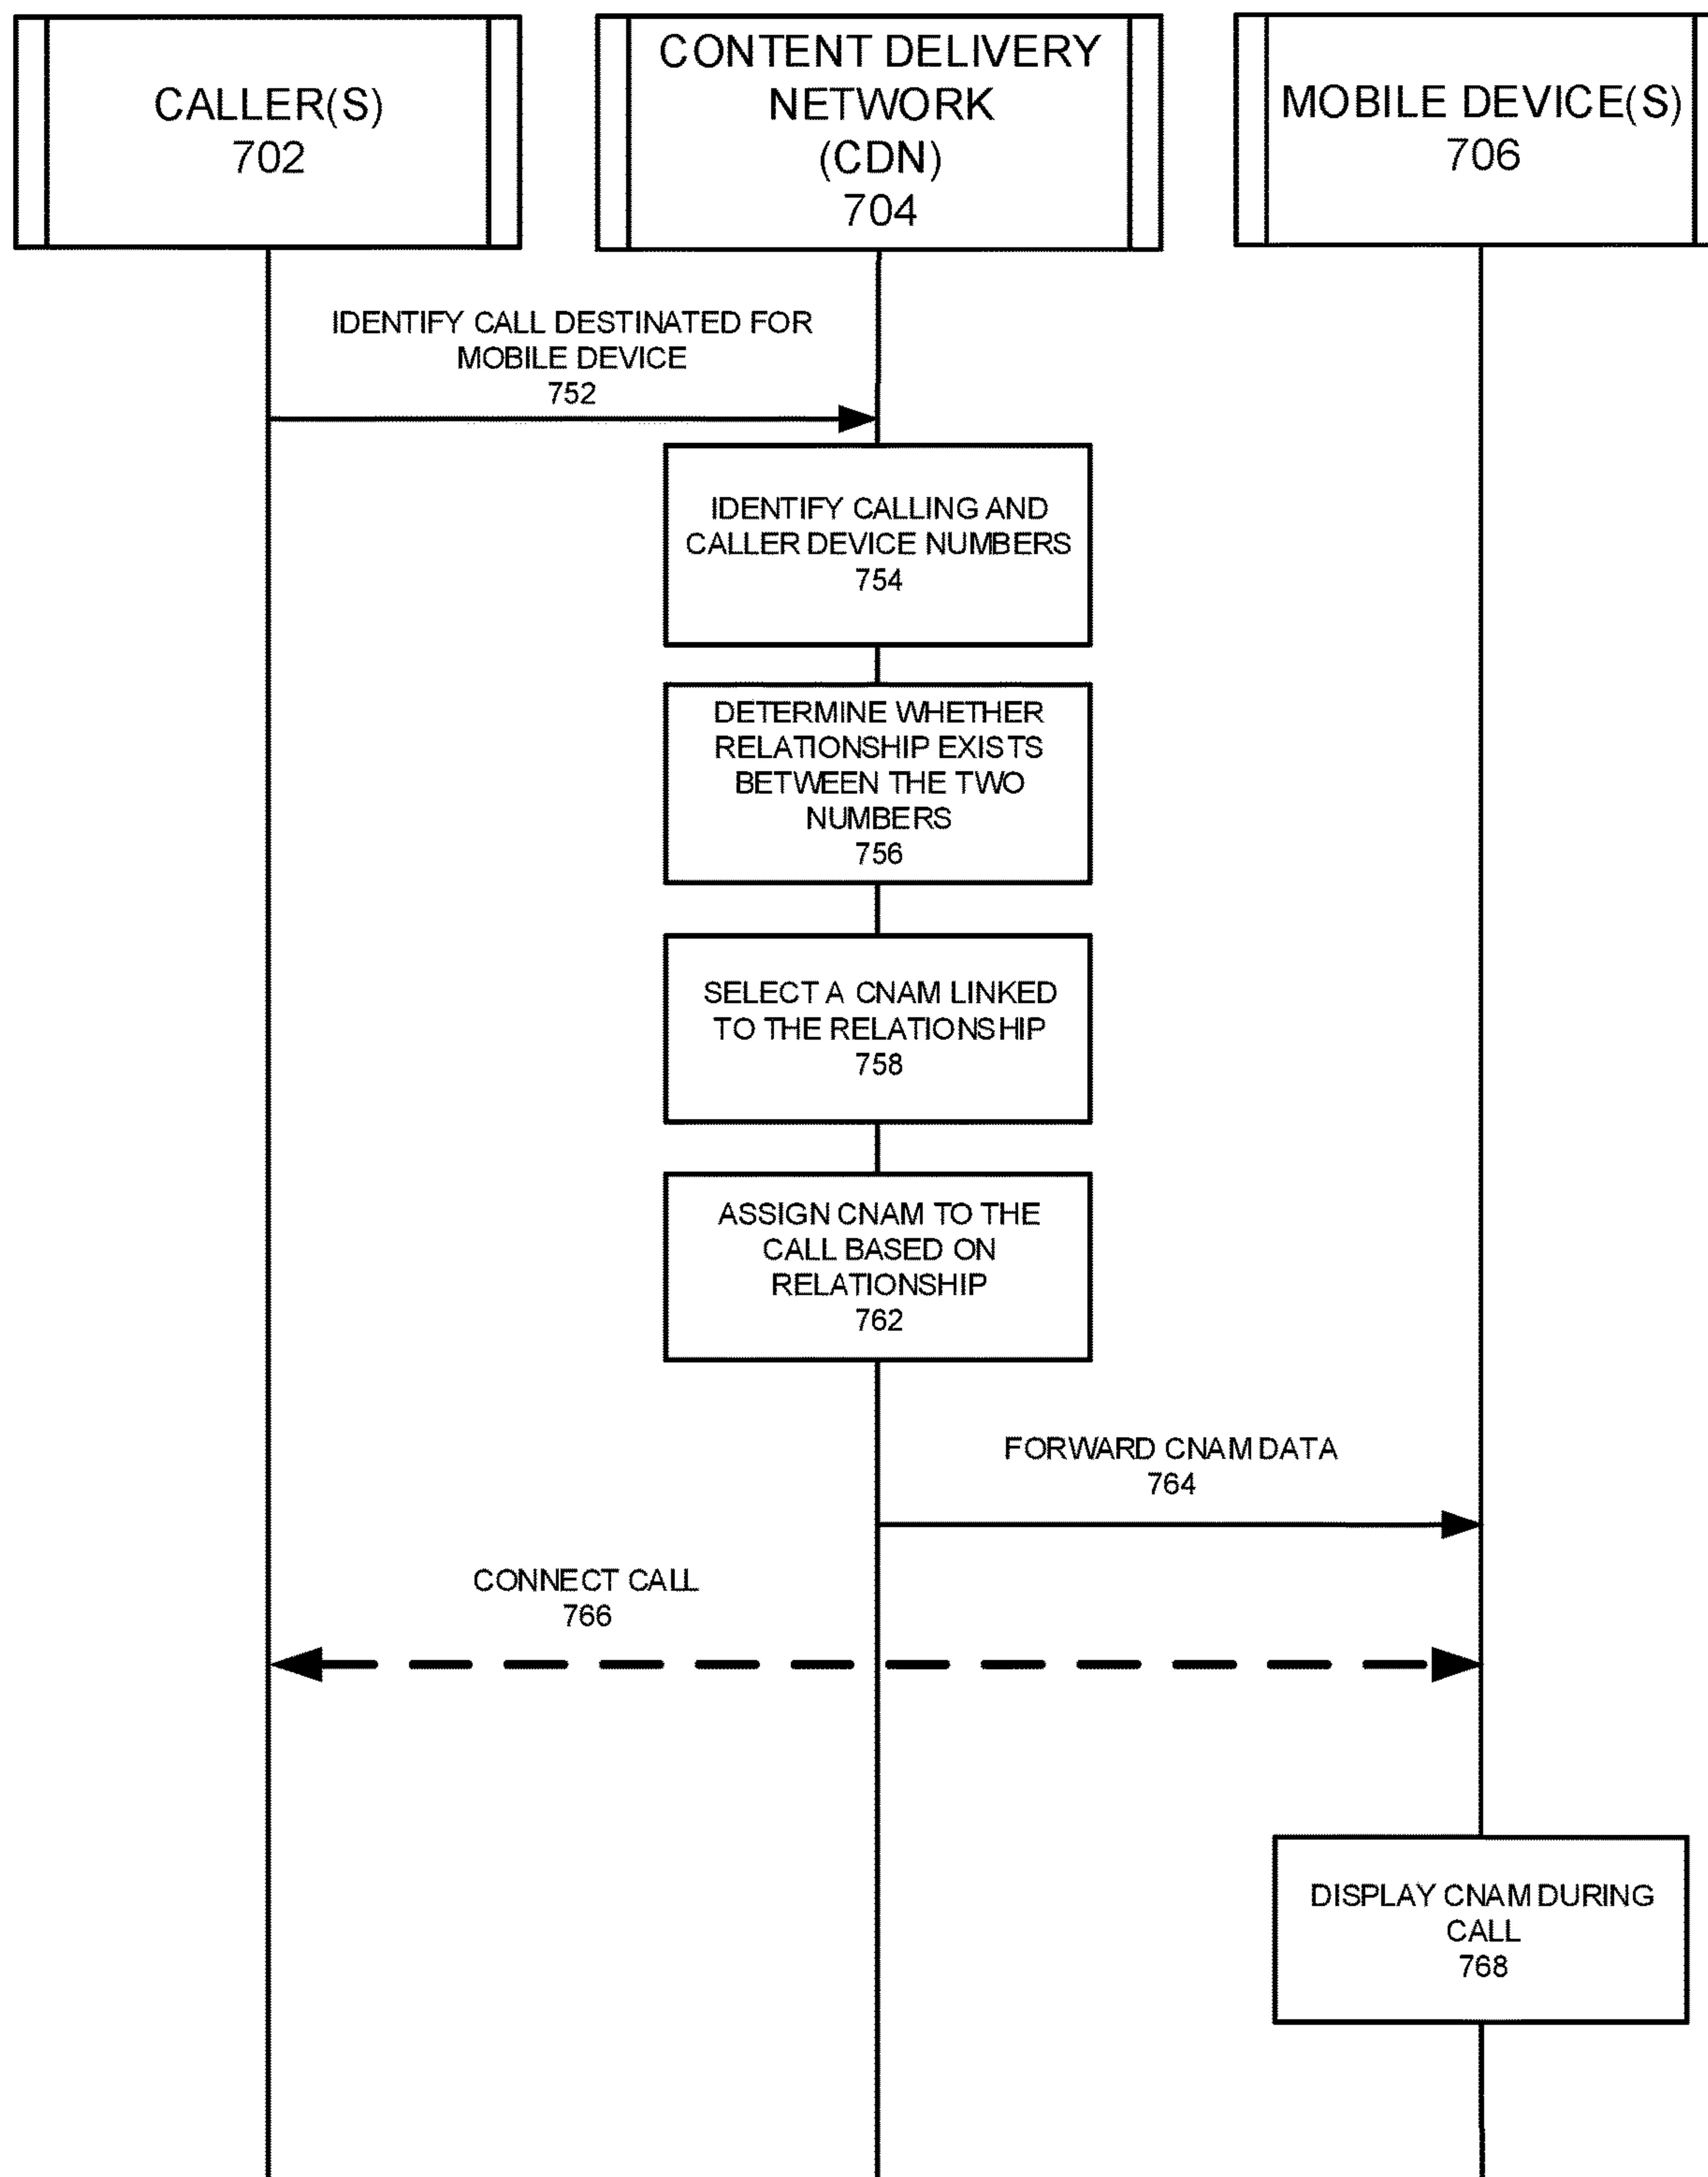 CALLER(S)
702
CONTENT DELIVERY
NETWORK
(CDN)
704
MOBILE DEVICE(S)
706
IDENTIFY CALL DESTINATED FOR
MOBILE DEVICE
752
IDENTIFY CALLING AND
CALLER DEVICE NUMBERS
754
DETERMINE WHETHER
RELATIONSHIP EXISTS
BETWEEN THE TWO
NUMBERS
756
SELECT A CNAM LINKED
TO THE RELATIONSHIP
758
ASSIGN CNAM TO THE
CALL BASED ON
RELATIONSHIP
762
FORWARD CNAM DATA
764
CONNECT CALL
766
DISPLAY CNAM DURING
CALL
768